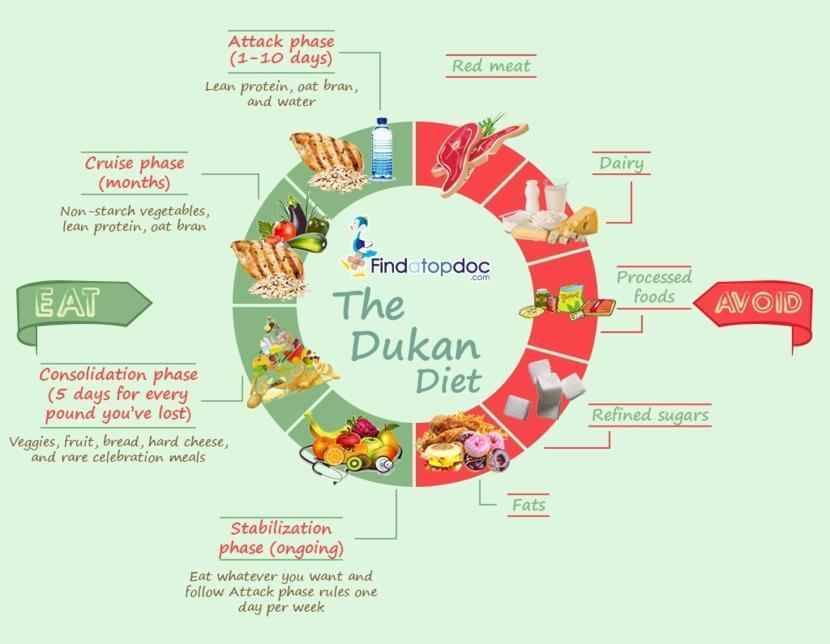 Attack phase
(1-10 days)
Lean protein, oat bran,
and water
Cruise phase
(months)
Non-starch vegetables,
lean protein, oat bran
EAT
Consolidation phase
(5 days for every
pound you've lost)
Veggies, fruit, bread, hard cheese,
and rare celebration meals
Stabilization
phase (ongoing)
Eat whatever you want and
follow Attack phase rules one
day per week
Findatopdoc
.com
The
Dukan
Diet
Red meat
Dairy
Processed
foods
AVOID
Refined sugars
Fats